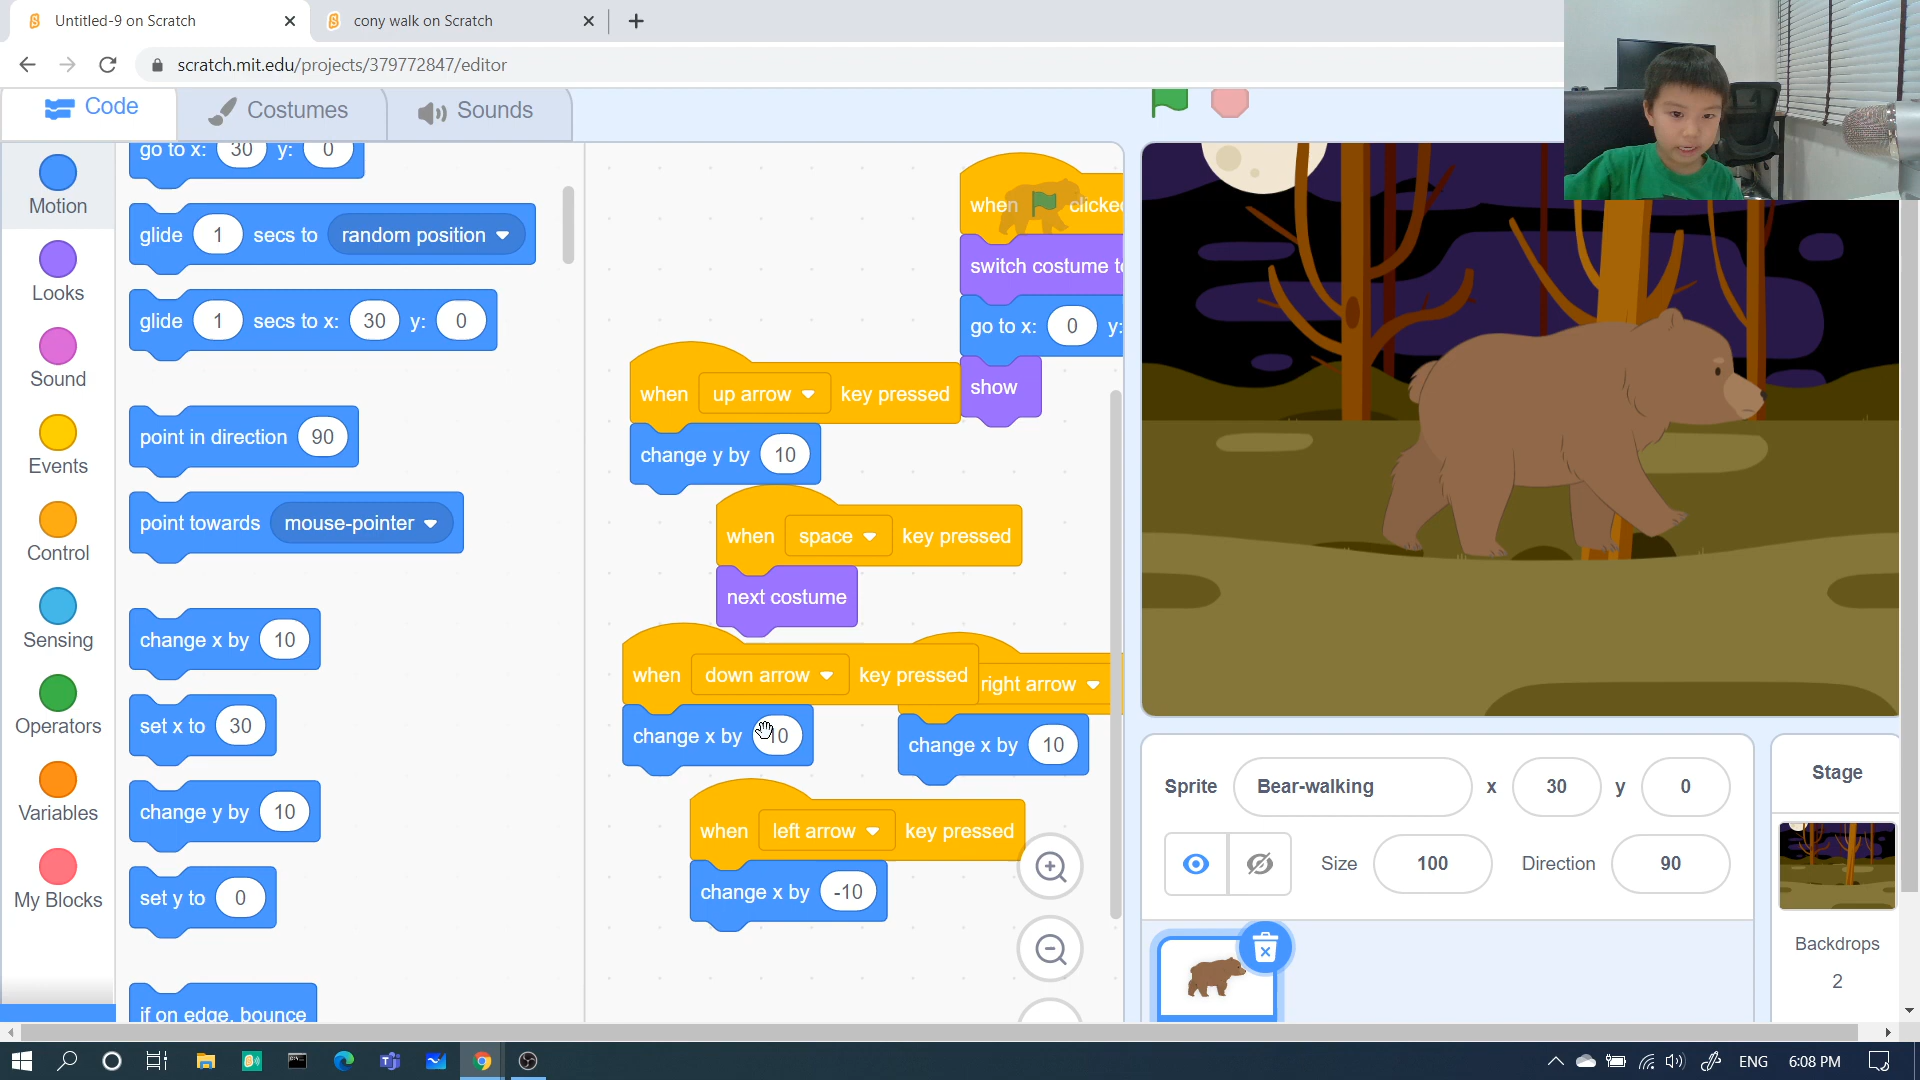 Untitled-9 on Scratch
cony walk on Scratch
scratch.mit.edu/projects/379772847/editor
Code
Costumes
Sounds
Motion
Looks
Sound
Events
Control
Sensing
Operators
Variables
My Blocks
go to x: 30 y: 0
glide 1 secs to random position
glide 1 secs to x: 30 y: 0
point in direction 90
point towards mouse-pointer
change x by 10
set x to 30
change y by 10
set y to 0
if on edge, bounce
when clicke
switch costume to
go to x: 0 y:
show
when up arrow key pressed
change y by 10
when space key pressed
next costume
when down arrow key pressed
change x by 10
right arrow
change x by 10
when left arrow key pressed
change x by -10
Sprite Bear-walking x 30 y 0
Size 100 Direction 90
Stage
Backdrops
2
ENG 6:08 PM